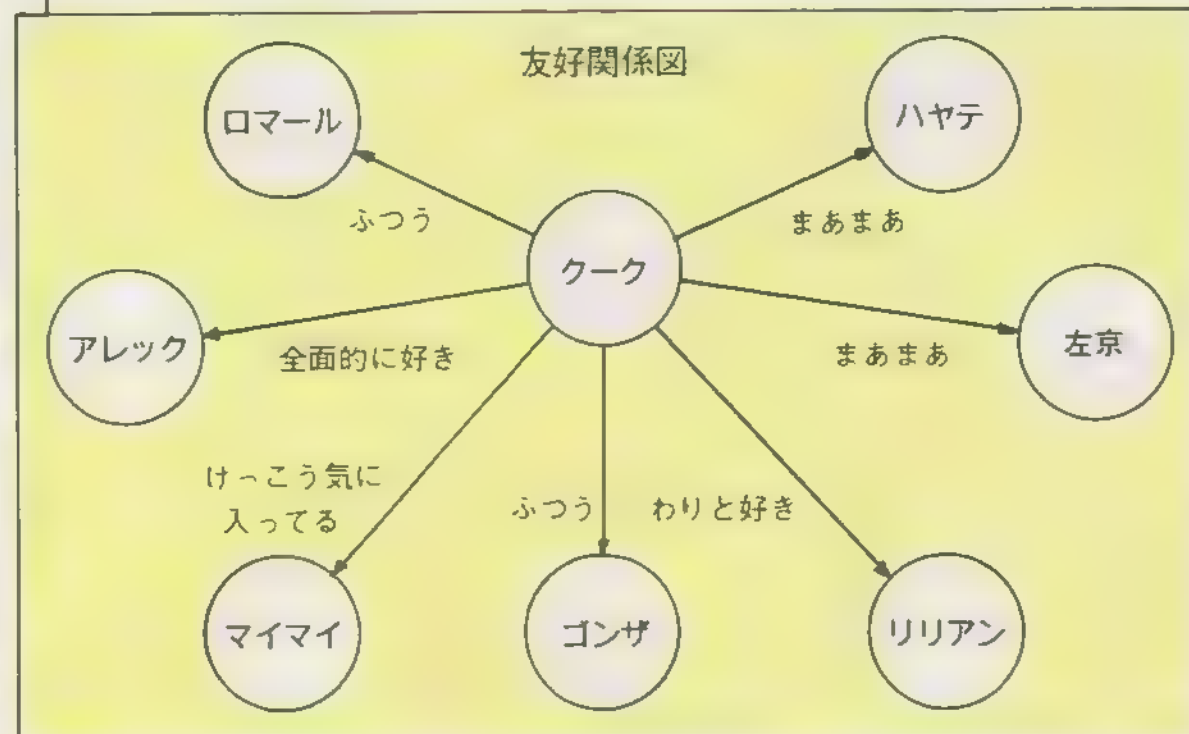 友好関係図
ロマール
ハヤテ
ふつう
まあまあ
クーク
アレック
全面的に好き
まあまあ
左京
けっこう気に
入ってる
ふつう
わりと好き
マイマイ
ゴンザ
リリアン